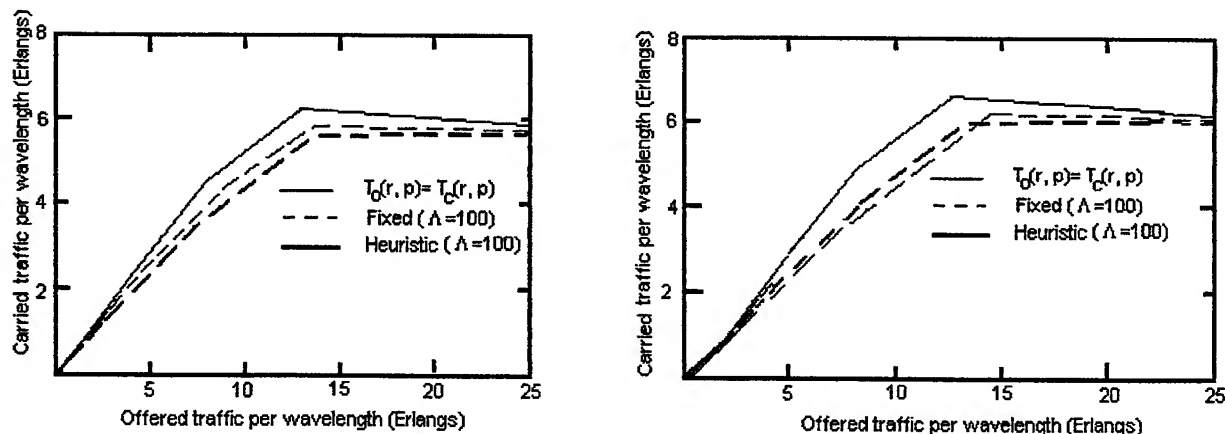 Carried traffic per wavelength (Erlangs)
8
6
4
2
T_O(r, p)= T_C(r, p)
Fixed ( Λ=100)
Heuristic ( Λ=100)
5
10
15
20
25
Offered traffic per wavelength (Erlangs)
Carried traffic per wavelength (Erlangs)
8
6
4
2
T_O(r, p)= T_C(r, p)
Fixed ( Λ=100)
Heuristic ( Λ=100)
5
10
15
20
25
Offered traffic per wavelength (Erlangs)